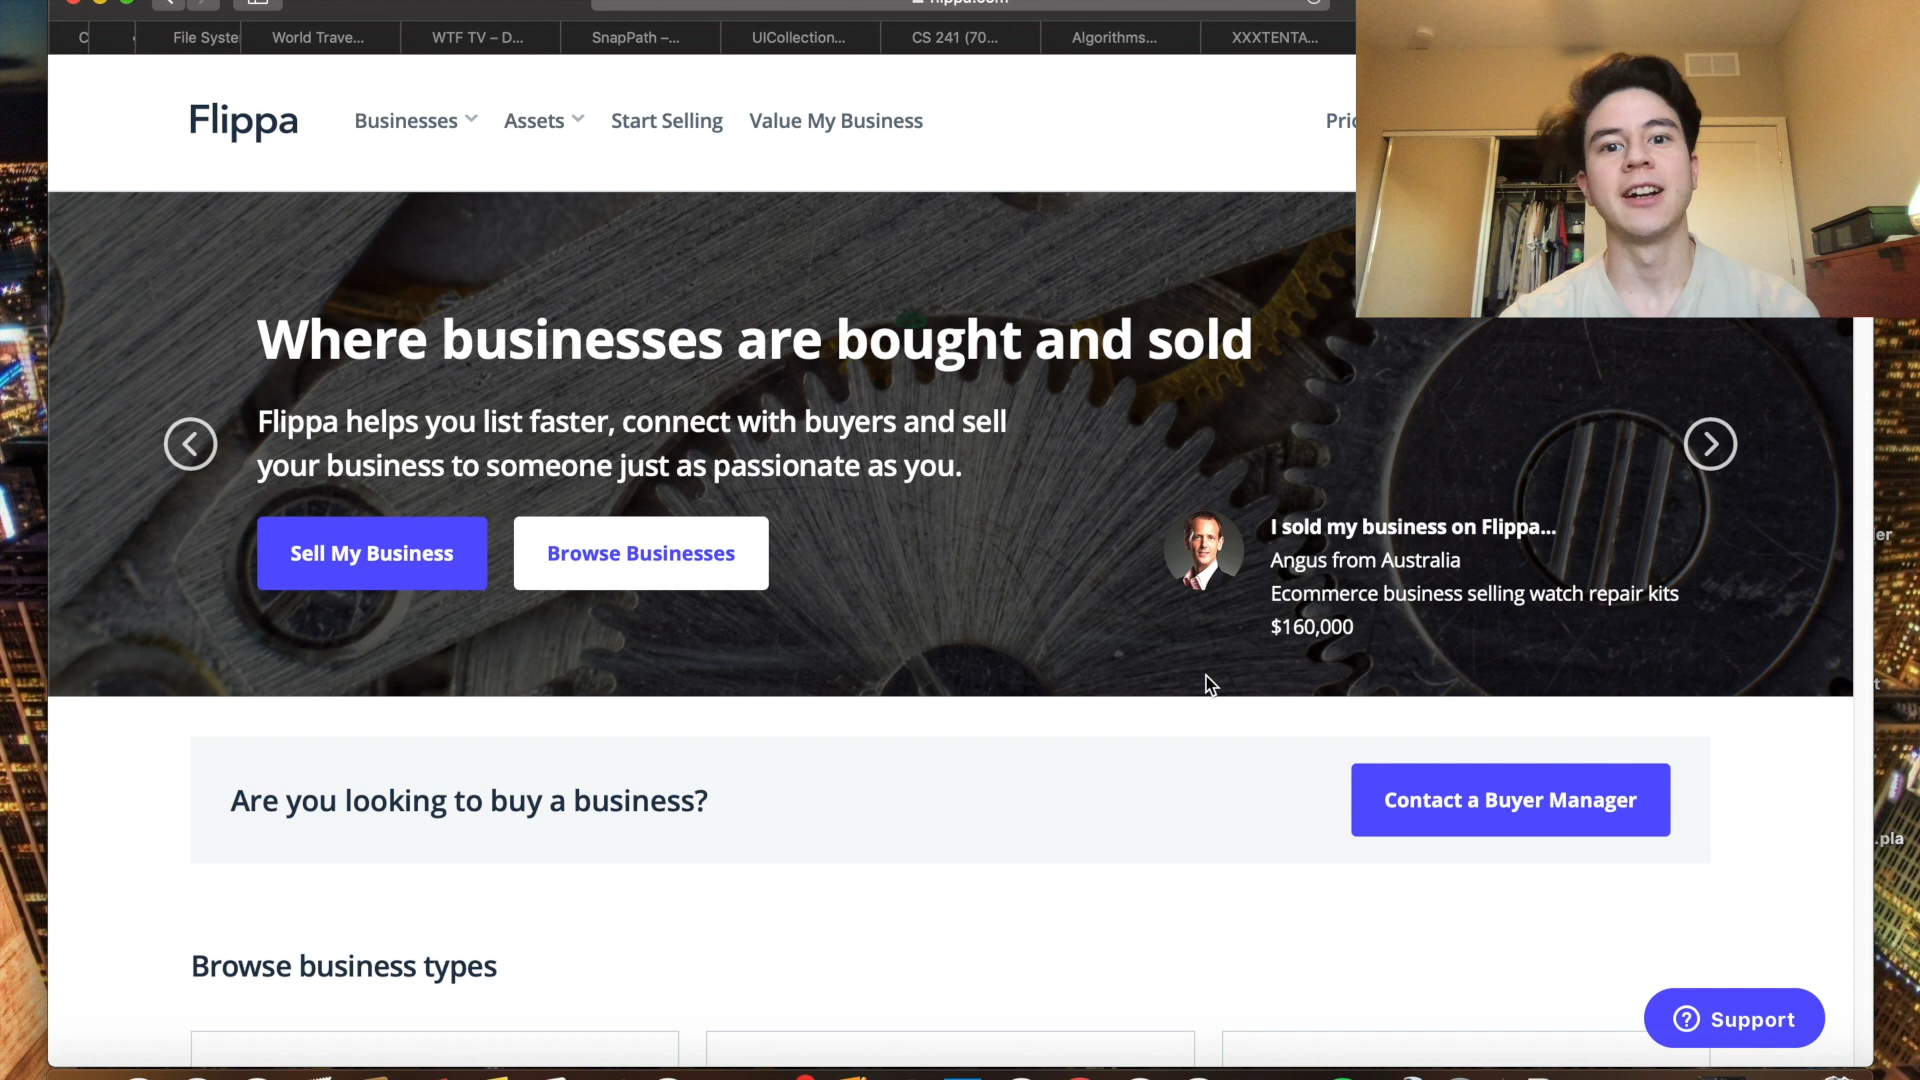 File Syste
World Trave...
WTF TV – D...
SnapPath –...
UICollection...
CS 241 (70...
Algorithms...
XXXTENTA...
Flippa
Businesses
Assets
Start Selling
Value My Business
Where businesses are bought and sold
Flippa helps you list faster, connect with buyers and sell
your business to someone just as passionate as you.
Sell My Business
Browse Businesses
I sold my business on Flippa...
Angus from Australia
Ecommerce business selling watch repair kits
$160,000
Are you looking to buy a business?
Contact a Buyer Manager
Browse business types
Support
.pla